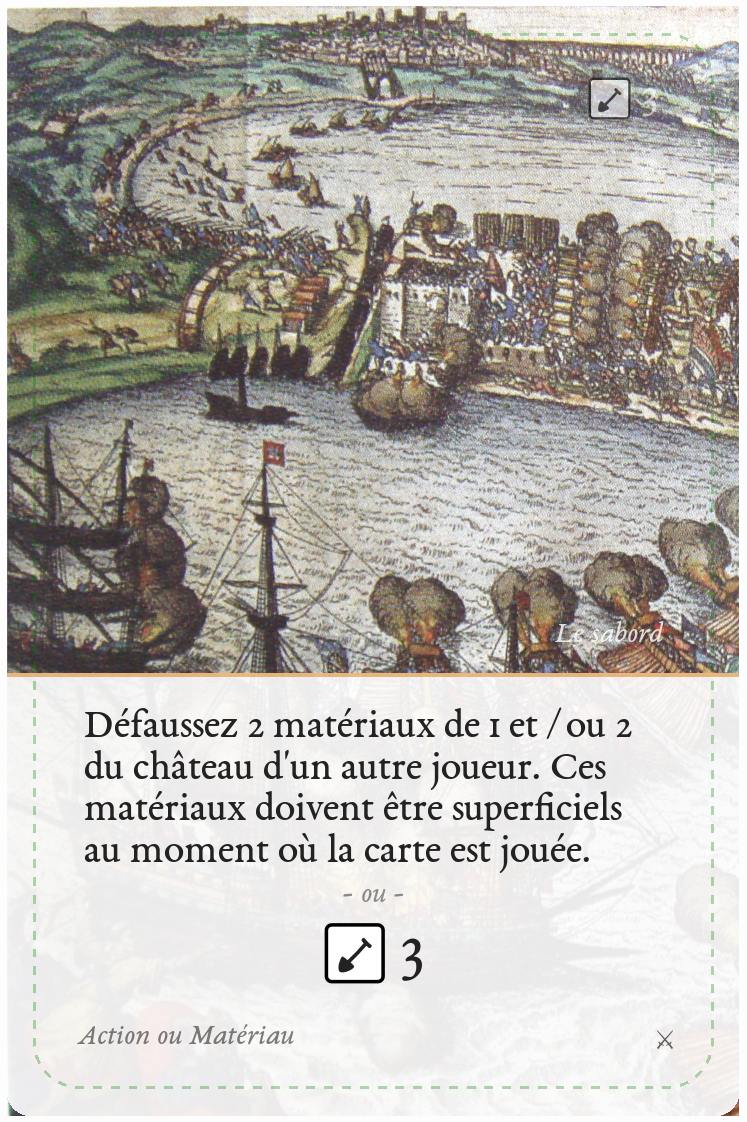 3
Le sabord
Défaussez 2 matériaux de 1 et / ou 2
du château d'un autre joueur. Ces
matériaux doivent être superficiels
au moment où la carte est jouée.
- ou -
3
Action ou Matériau